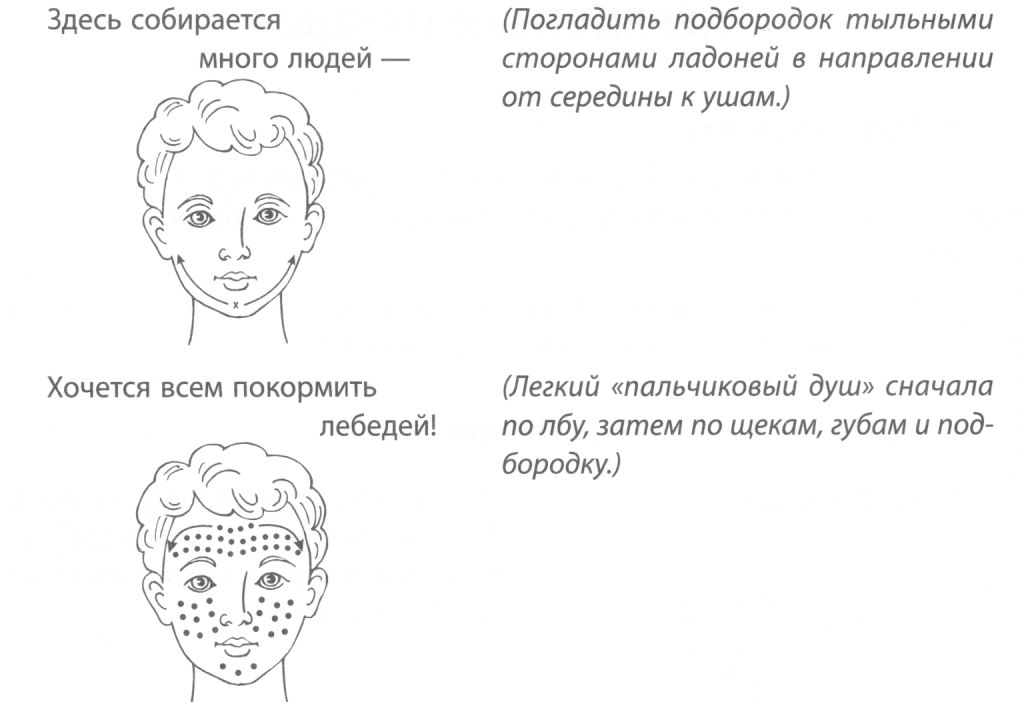 Здесь собирается
много людей —
(Погладить подбородок тыльными
сторонами ладоней в направлении
от середины к ушам.)
x
Хочется всем покормить
лебедей!
(Легкий «пальчиковый душ» сначала
по лбу, затем по щекам, губам и под-
бородку.)